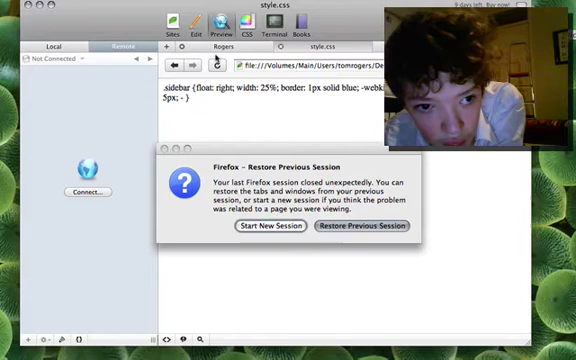 style.css
9 days left. Buy now!
Sites Edit Preview CSS Terminal Books
Local Remote
Rogers style.css
Not Connected
file:///Volumes/Main/Users/tomrogers/De
.sidebar {float: right; width: 25%; border: 1px solid blue; -webk
5px; - }
Connect...
Firefox - Restore Previous Session
Your last Firefox session closed unexpectedly. You can
restore the tabs and windows from your previous
session, or start a new session if you think the problem
was related to a page you were viewing.
Start New Session Restore Previous Session